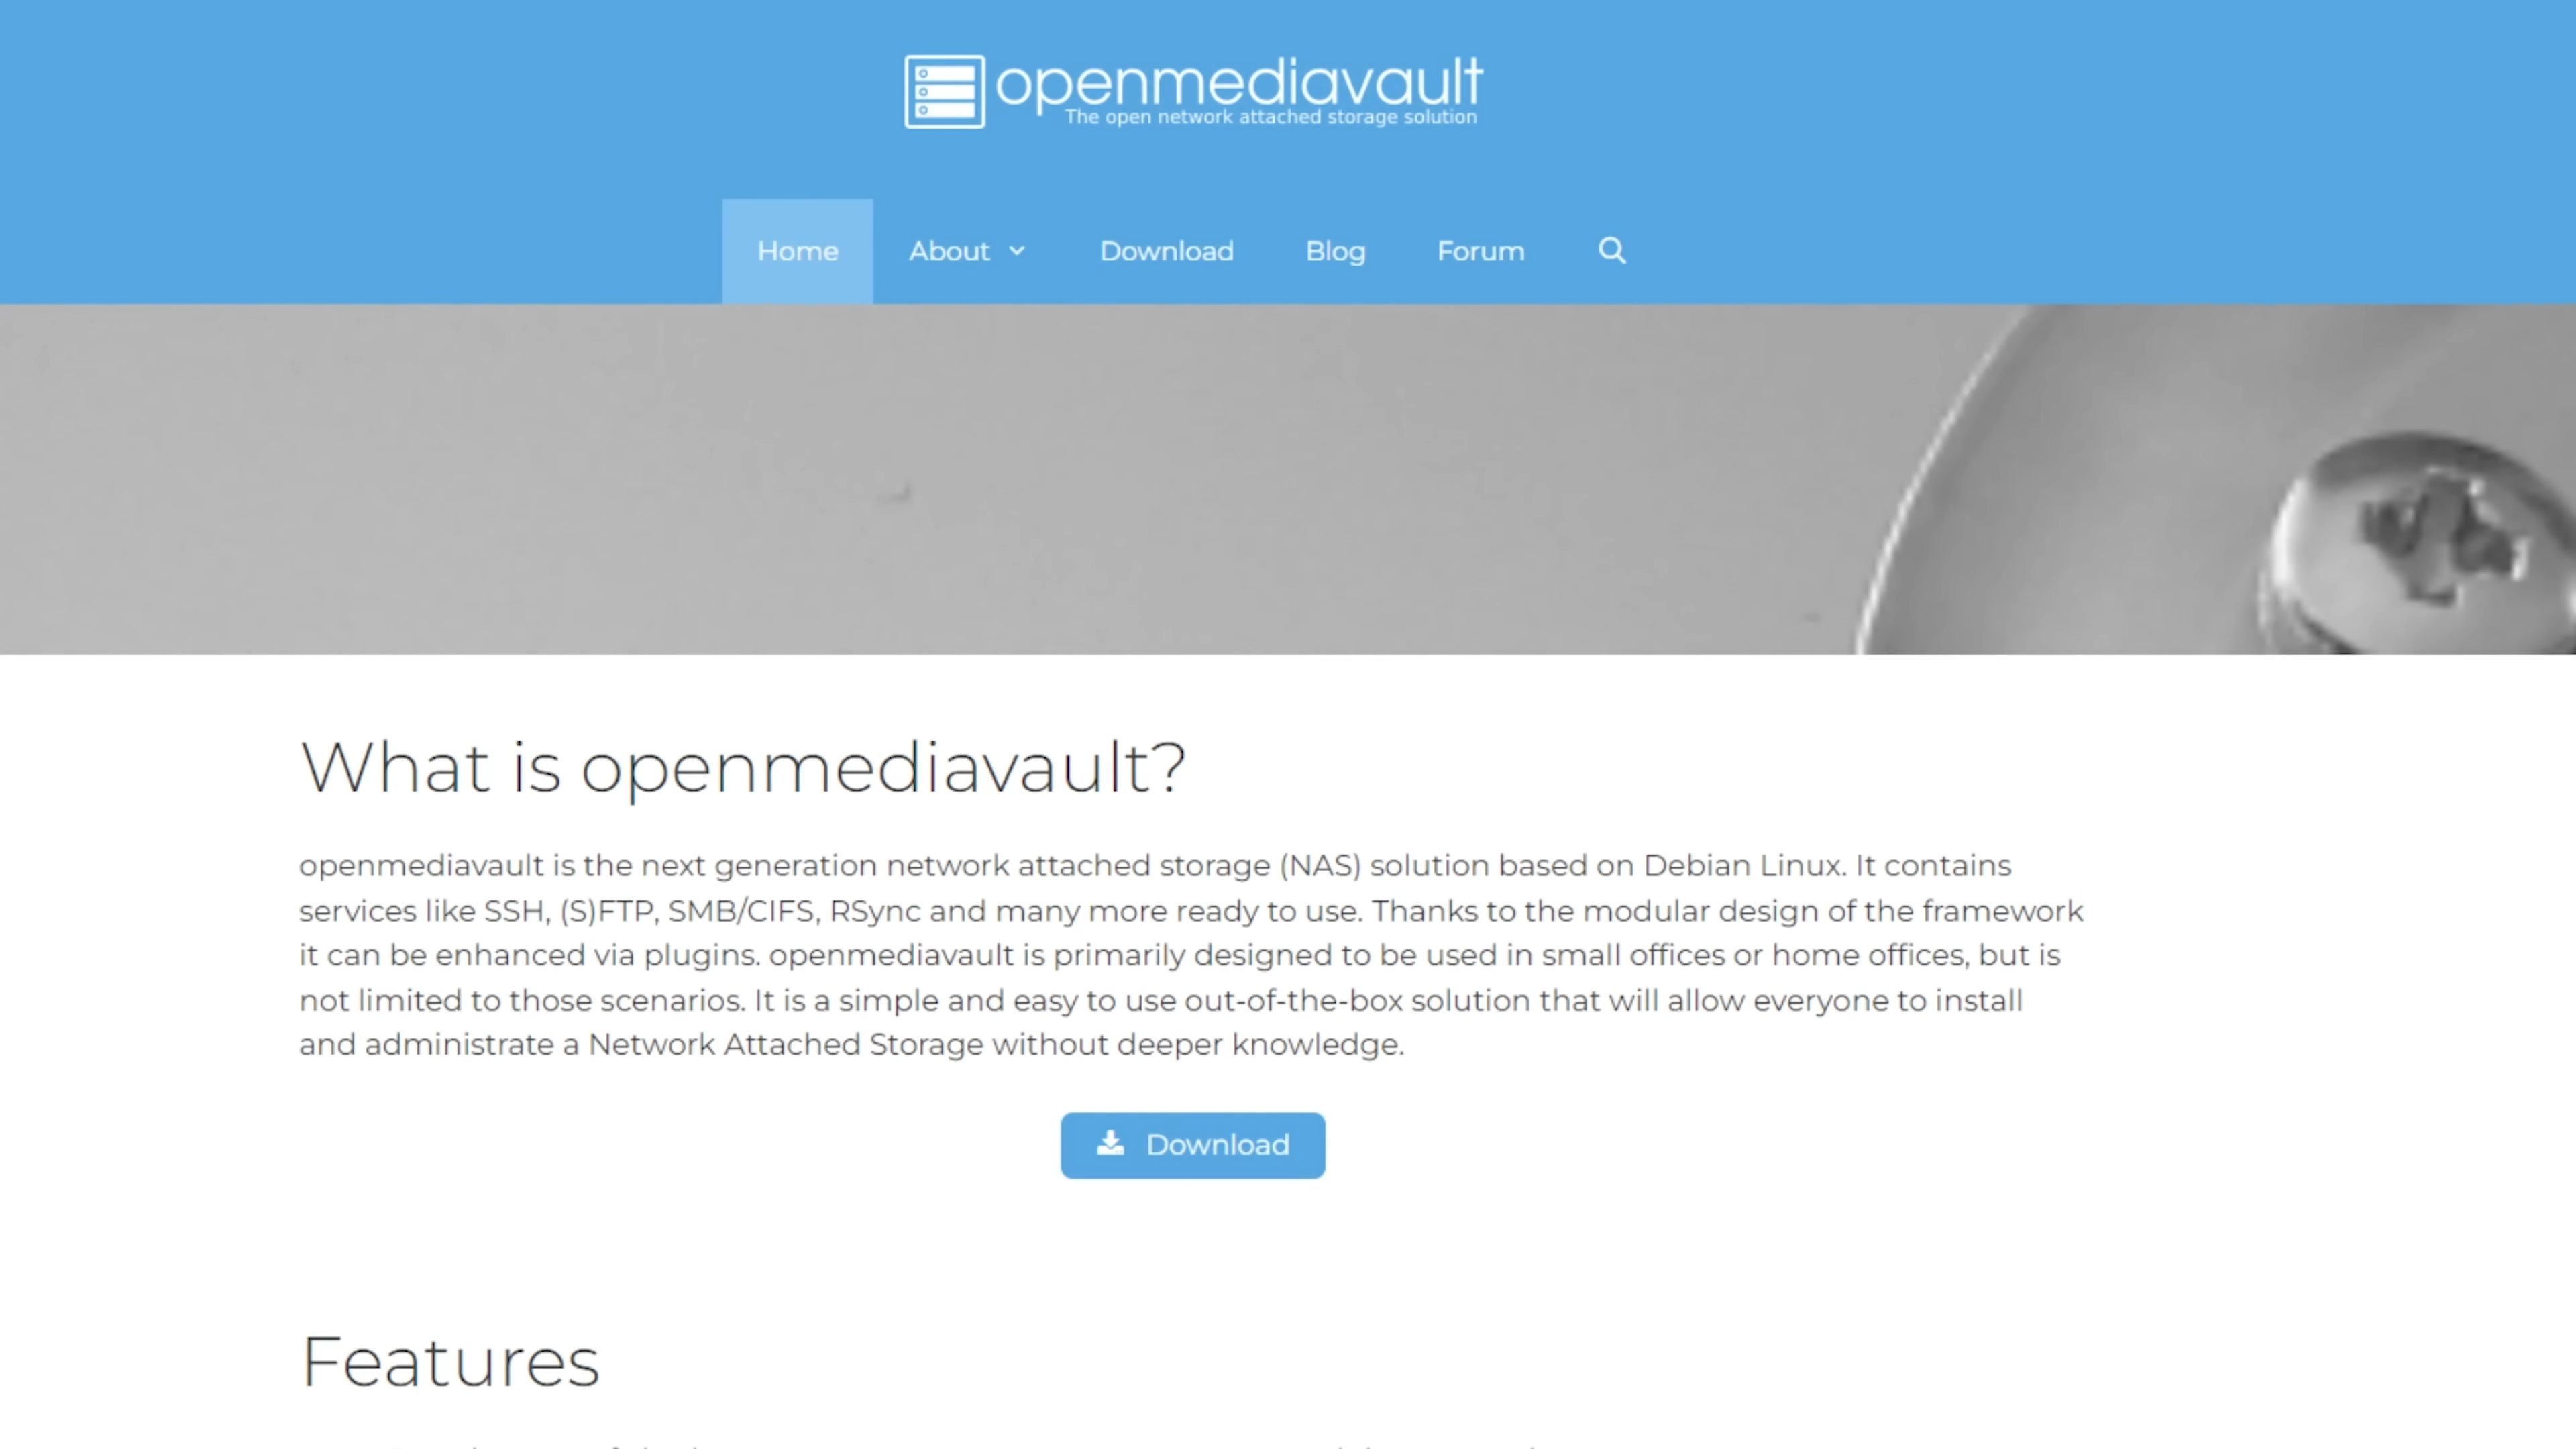 openmediavault
The open network attached storage solution
Home About Download Blog Forum
What is openmediavault?
openmediavault is the next generation network attached storage (NAS) solution based on Debian Linux. It contains
services like SSH, (S)FTP, SMB/CIFS, RSync and many more ready to use. Thanks to the modular design of the framework
it can be enhanced via plugins. openmediavault is primarily designed to be used in small offices or home offices, but is
not limited to those scenarios. It is a simple and easy to use out-of-the-box solution that will allow everyone to install
and administrate a Network Attached Storage without deeper knowledge.
Download
Features